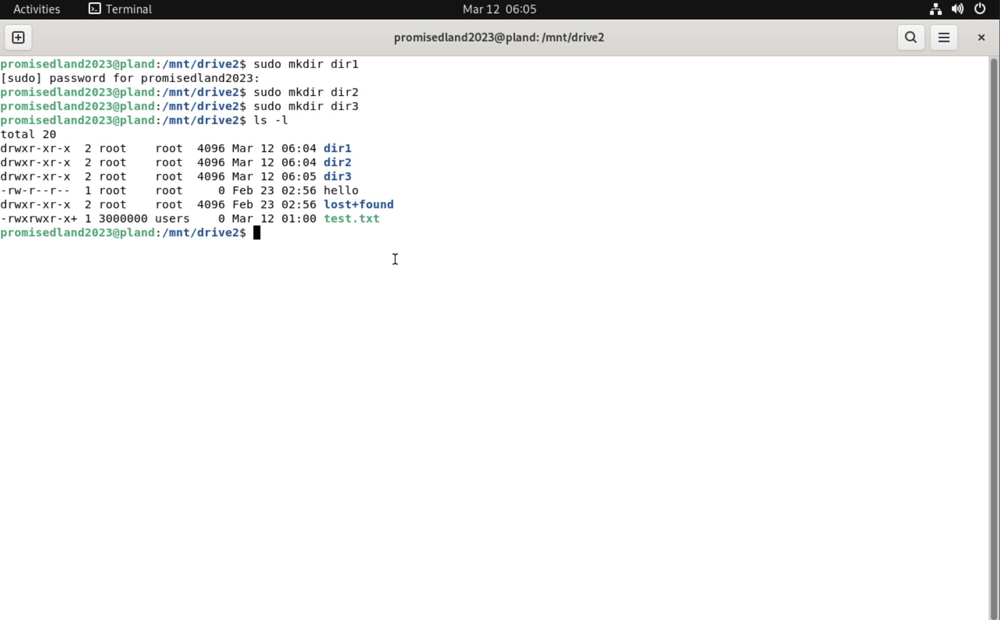 Activities Terminal Mar 12 06:05
promisedland2023@pland: /mnt/drive2
promisedland2023@pland:/mnt/drive2$ sudo mkdir dir1
[sudo] password for promisedland2023:
promisedland2023@pland:/mnt/drive2$ sudo mkdir dir2
promisedland2023@pland:/mnt/drive2$ sudo mkdir dir3
promisedland2023@pland:/mnt/drive2$ ls -l
total 20
drwxr-xr-x  2 root    root  4096 Mar 12 06:04 dir1
drwxr-xr-x  2 root    root  4096 Mar 12 06:04 dir2
drwxr-xr-x  2 root    root  4096 Mar 12 06:05 dir3
-rw-r--r--  1 root    root     0 Feb 23 02:56 hello
drwxr-xr-x  2 root    root  4096 Feb 23 02:56 lost+found
-rwxrwxr-x+ 1 3000000 users    0 Mar 12 01:00 test.txt
promisedland2023@pland:/mnt/drive2$